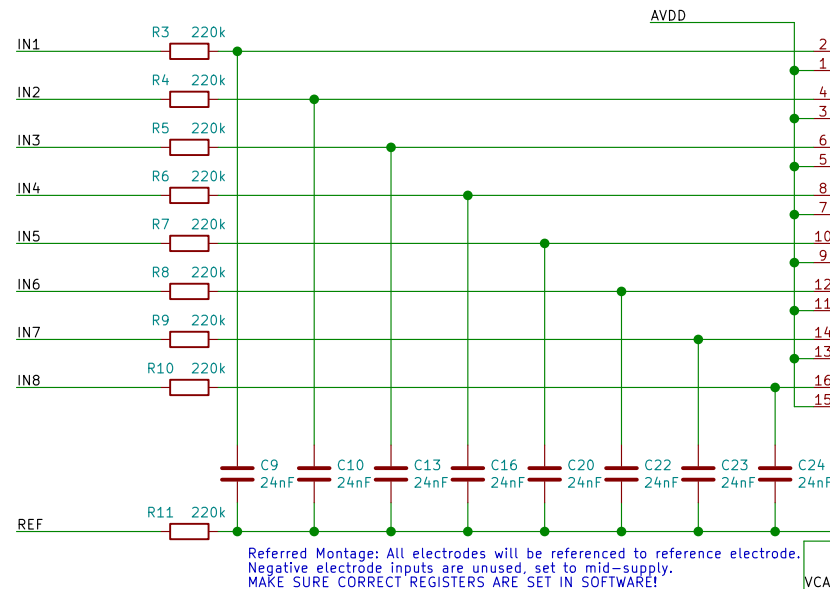 AVDD
R3 220k
IN1 2
1
R4 220k
IN2 4
3
R5 220k
IN3 6
5
R6 220k
IN4 8
7
R7 220k
IN5 10
9
R8 220k
IN6 12
11
R9 220k
IN7 14
13
R10 220k
IN8 16
15
C9 C10 C13 C16 C20 C22 C23 C24
24nF 24nF 24nF 24nF 24nF 24nF 24nF 24nF
R11 220k
REF
Referred Montage: All electrodes will be referenced to reference electrode.
Negative electrode inputs are unused, set to mid-supply.
MAKE SURE CORRECT REGISTERS ARE SET IN SOFTWARE!
VCA